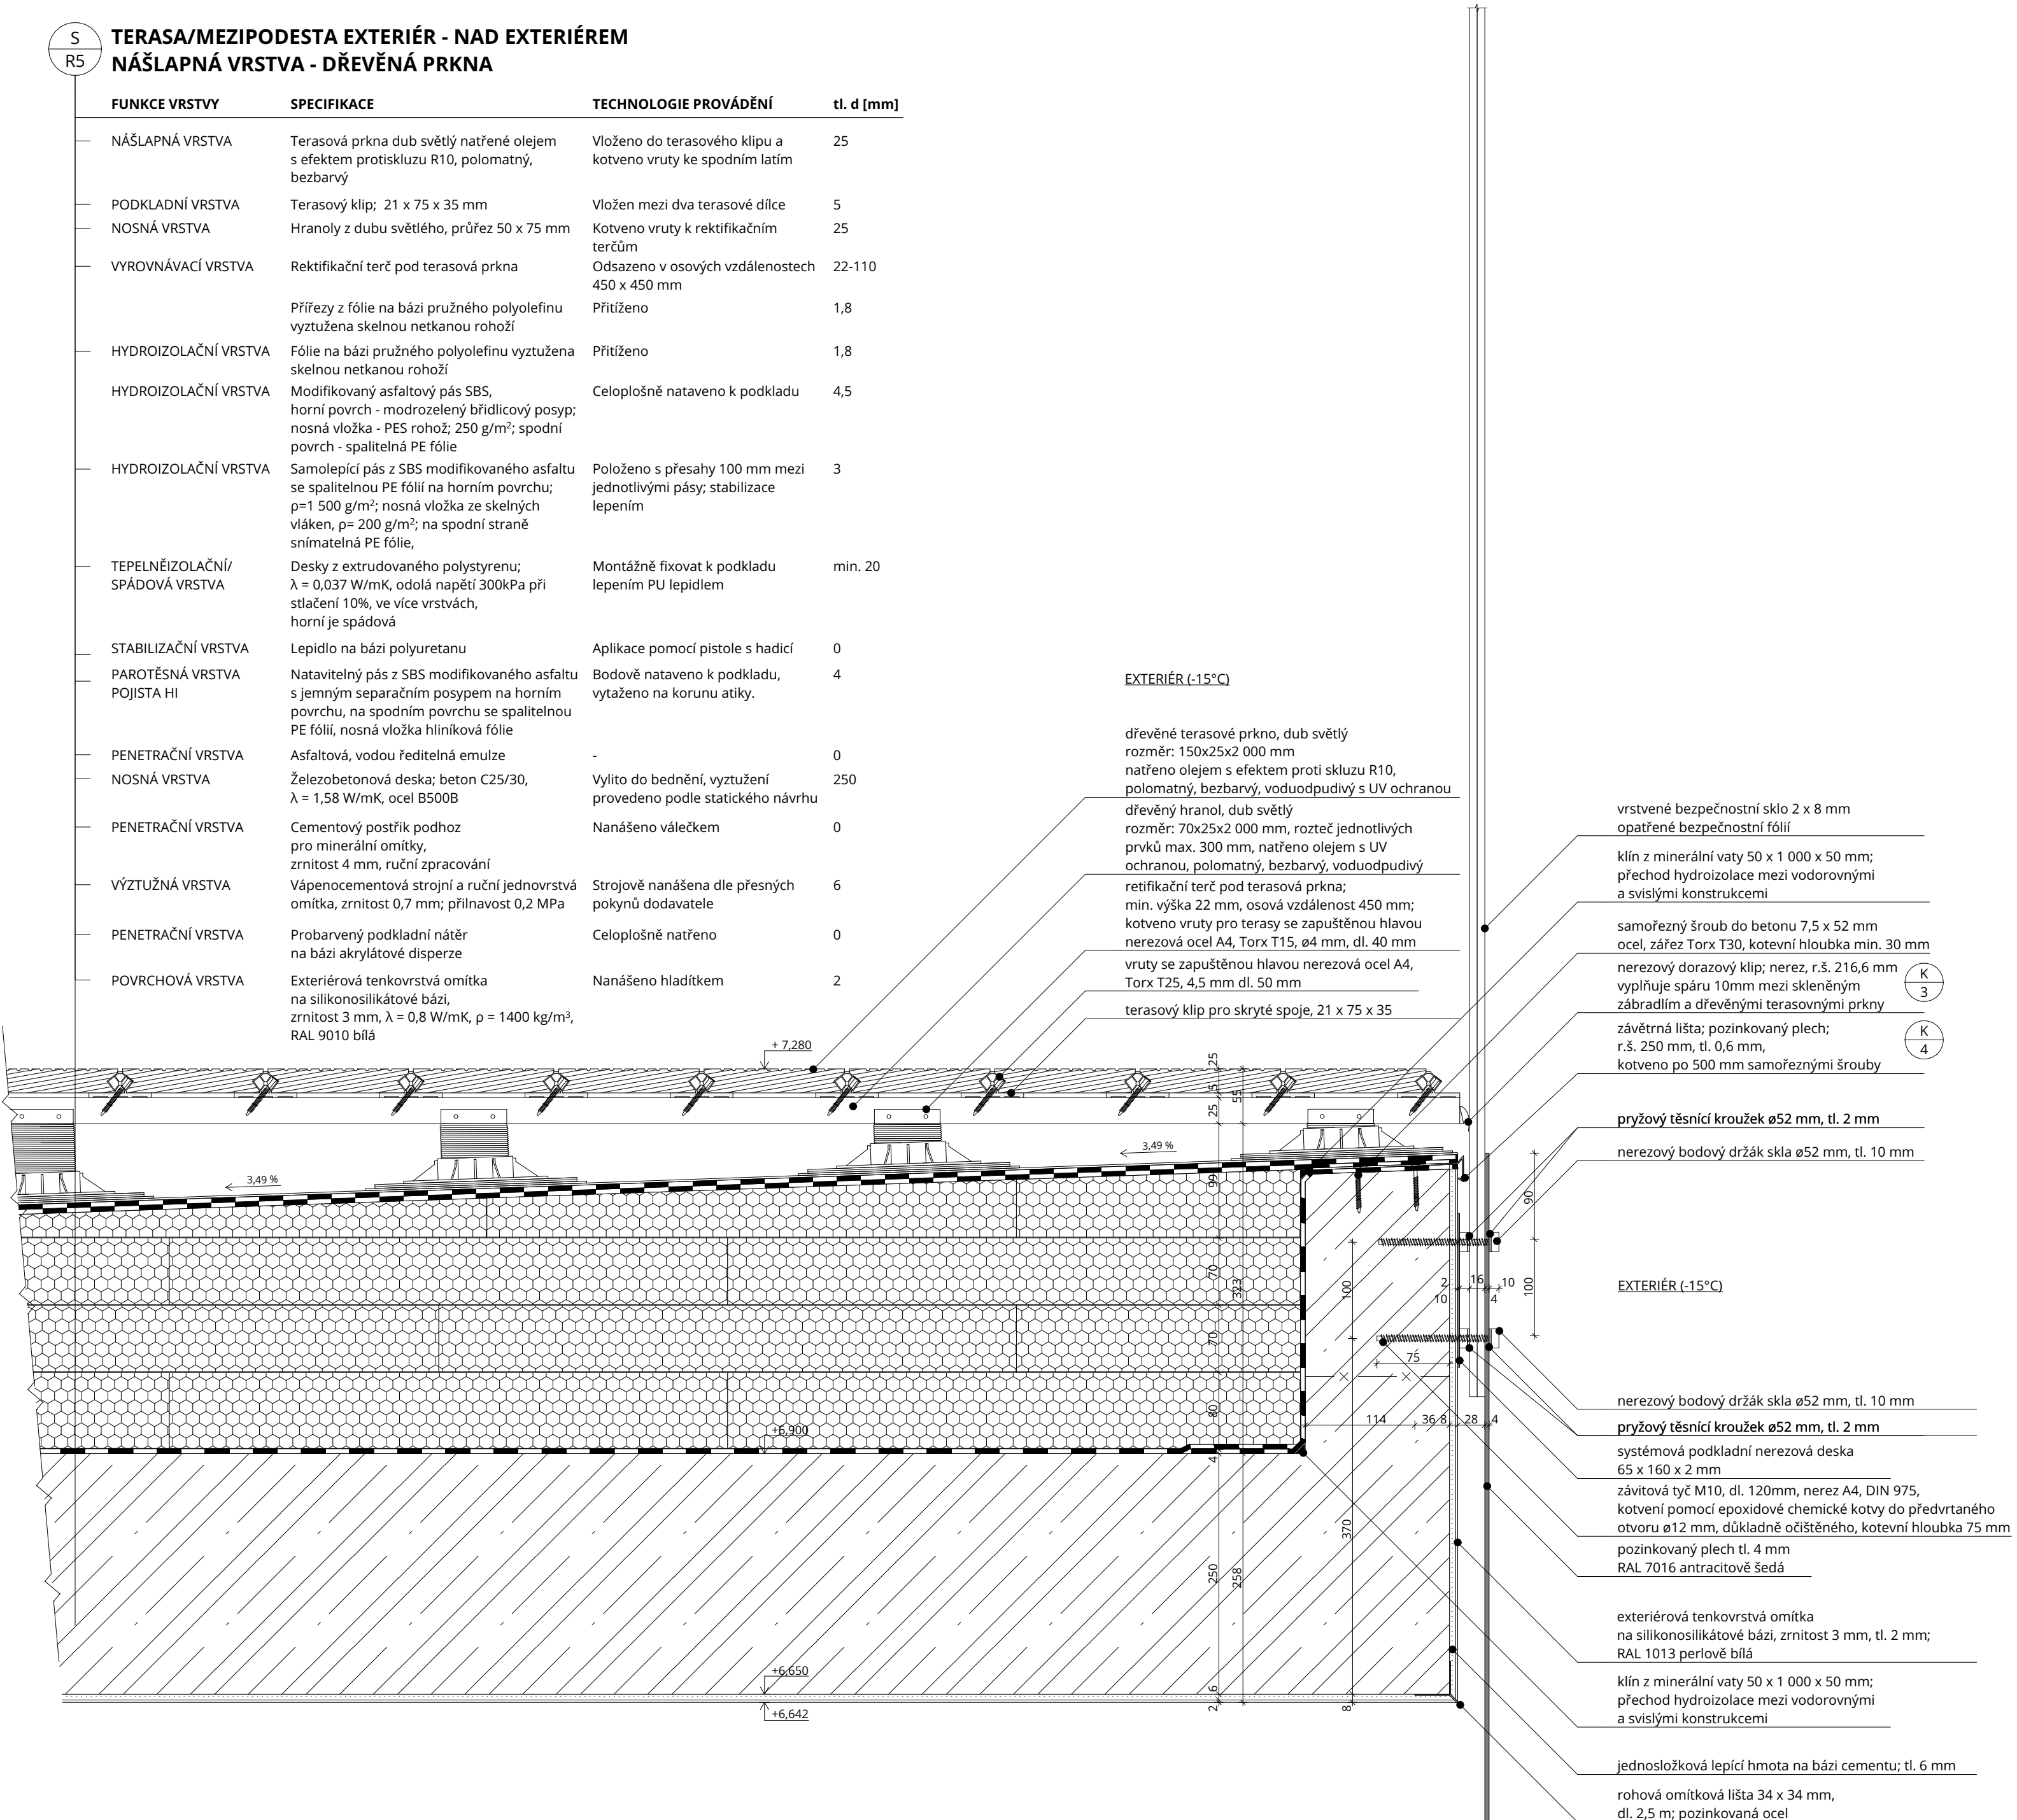 S
R5
TERASA/MEZIPODESTA EXTERIÉR - NAD EXTERIÉREM
NÁŠLAPNÁ VRSTVA - DŘEVĚNÁ PRKNA
FUNKCE VRSTVY SPECIFIKACE TECHNOLOGIE PROVÁDĚNÍ tl. d [mm]
NÁŠLAPNÁ VRSTVA Terasová prkna dub světlý natřené olejem Vloženo do terasového klipu a 25
s efektem protiskluzu R10, polomatný, kotveno vruty ke spodním latím
bezbarvý
PODKLADNÍ VRSTVA Terasový klip; 21 x 75 x 35 mm Vložen mezi dva terasové dílce 5
NOSNÁ VRSTVA Hranoly z dubu světlého, průřez 50 x 75 mm Kotveno vruty k rektifikačním 25
terčům
VYROVNÁVACÍ VRSTVA Rektifikační terč pod terasová prkna Odsazeno v osových vzdálenostech 22-110
450 x 450 mm
Přířezy z fólie na bázi pružného polyolefinu Přitíženo 1,8
vyztužena skelnou netkanou rohoží
HYDROIZOLAČNÍ VRSTVA Fólie na bázi pružného polyolefinu vyztužena Přitíženo 1,8
skelnou netkanou rohoží
HYDROIZOLAČNÍ VRSTVA Modifikovaný asfaltový pás SBS, Celoplošně nataveno k podkladu 4,5
horní povrch - modrozelený břidlicový posyp;
nosná vložka - PES rohož; 250 g/m²; spodní
povrch - spalitelná PE fólie
HYDROIZOLAČNÍ VRSTVA Samolepící pás z SBS modifikovaného asfaltu Položeno s přesahy 100 mm mezi 3
se spalitelnou PE fólií na horním povrchu; jednotlivými pásy; stabilizace
ρ=1 500 g/m²; nosná vložka ze skelných lepením
vláken, ρ= 200 g/m²; na spodní straně
snímatelná PE fólie,
TEPELNĚIZOLAČNÍ/ Desky z extrudovaného polystyrenu; Montážně fixovat k podkladu min. 20
SPÁDOVÁ VRSTVA λ = 0,037 W/mK, odolá napětí 300kPa při lepením PU lepidlem
stlačení 10%, ve více vrstvách,
horní je spádová
STABILIZAČNÍ VRSTVA Lepidlo na bázi polyuretanu Aplikace pomocí pistole s hadicí 0
PAROTĚSNÁ VRSTVA Natavitelný pás z SBS modifikovaného asfaltu Bodově nataveno k podkladu, 4
POJISTA HI s jemným separačním posypem na horním vytaženo na korunu atiky.
povrchu, na spodním povrchu se spalitelnou
PE fólií, nosná vložka hliníková fólie
PENETRAČNÍ VRSTVA Asfaltová, vodou ředitelná emulze - 0
NOSNÁ VRSTVA Železobetonová deska; beton C25/30, Vylito do bednění, vyztužení 250
λ = 1,58 W/mK, ocel B500B provedeno podle statického návrhu
PENETRAČNÍ VRSTVA Cementový postřik podhoz Nanášeno válečkem 0
pro minerální omítky,
zrnitost 4 mm, ruční zpracování
VÝZTUŽNÁ VRSTVA Vápenocementová strojní a ruční jednovrstvá Strojově nanášena dle přesných 6
omítka, zrnitost 0,7 mm; přilnavost 0,2 MPa pokynů dodavatele
PENETRAČNÍ VRSTVA Probarvený podkladní nátěr Celoplošně natřeno 0
na bázi akrylátové disperze
POVRCHOVÁ VRSTVA Exteriérová tenkovrstvá omítka Nanášeno hladítkem 2
na silikonosilikátové bázi,
zrnitost 3 mm, λ = 0,8 W/mK, ρ = 1400 kg/m³,
RAL 9010 bílá
EXTERIÉR (-15°C)
dřevěné terasové prkno, dub světlý
rozměr: 150x25x2 000 mm
natřeno olejem s efektem proti skluzu R10,
polomatný, bezbarvý, voduodpudivý s UV ochranou
dřevěný hranol, dub světlý
rozměr: 70x25x2 000 mm, rozteč jednotlivých
prvků max. 300 mm, natřeno olejem s UV
ochranou, polomatný, bezbarvý, voduodpudivý
retifikační terč pod terasová prkna;
min. výška 22 mm, osová vzdálenost 450 mm;
kotveno vruty pro terasy se zapuštěnou hlavou
nerezová ocel A4, Torx T15, ø4 mm, dl. 40 mm
vruty se zapuštěnou hlavou nerezová ocel A4,
Torx T25, 4,5 mm dl. 50 mm
terasový klip pro skryté spoje, 21 x 75 x 35
vrstvené bezpečnostní sklo 2 x 8 mm
opatřené bezpečnostní fólií
klín z minerální vaty 50 x 1 000 x 50 mm;
přechod hydroizolace mezi vodorovnými
a svislými konstrukcemi
samořezný šroub do betonu 7,5 x 52 mm
ocel, zářez Torx T30, kotevní hloubka min. 30 mm
nerezový dorazový klip; nerez, r.š. 216,6 mm
vyplňuje spáru 10mm mezi skleněným
zábradlím a dřevěnými terasovnými prkny
K
3
závětrná lišta; pozinkovaný plech;
r.š. 250 mm, tl. 0,6 mm,
kotveno po 500 mm samořeznými šrouby
K
4
pryžový těsnící kroužek ø52 mm, tl. 2 mm
nerezový bodový držák skla ø52 mm, tl. 10 mm
+ 7,280
3,49 %
3,49 %
25
5
25
55
99
70
323
70
80
4
250
258
6
2
100
370
8
90
100
2
16
10
10
4
75
114
36
8
28
4
+6,900
+6,650
+6,642
EXTERIÉR (-15°C)
nerezový bodový držák skla ø52 mm, tl. 10 mm
pryžový těsnící kroužek ø52 mm, tl. 2 mm
systémová podkladní nerezová deska
65 x 160 x 2 mm
závitová tyč M10, dl. 120mm, nerez A4, DIN 975,
kotvení pomocí epoxidové chemické kotvy do předvrtaného
otvoru ø12 mm, důkladně očištěného, kotevní hloubka 75 mm
pozinkovaný plech tl. 4 mm
RAL 7016 antracitově šedá
exteriérová tenkovrstvá omítka
na silikonosilikátové bázi, zrnitost 3 mm, tl. 2 mm;
RAL 1013 perlově bílá
klín z minerální vaty 50 x 1 000 x 50 mm;
přechod hydroizolace mezi vodorovnými
a svislými konstrukcemi
jednosložková lepící hmota na bázi cementu; tl. 6 mm
rohová omítková lišta 34 x 34 mm,
dl. 2,5 m; pozinkovaná ocel